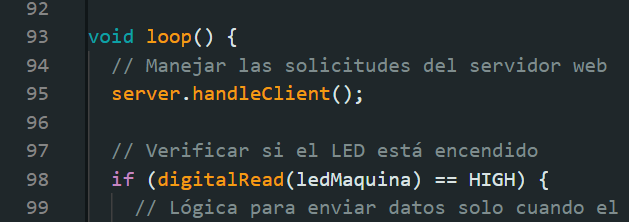 92
93 void loop() {
94 // Manejar las solicitudes del servidor web
95 server.handleClient();
96
97 // Verificar si el LED está encendido
98 if (digitalRead(ledMaquina) == HIGH) {
99 // Lógica para enviar datos solo cuando el